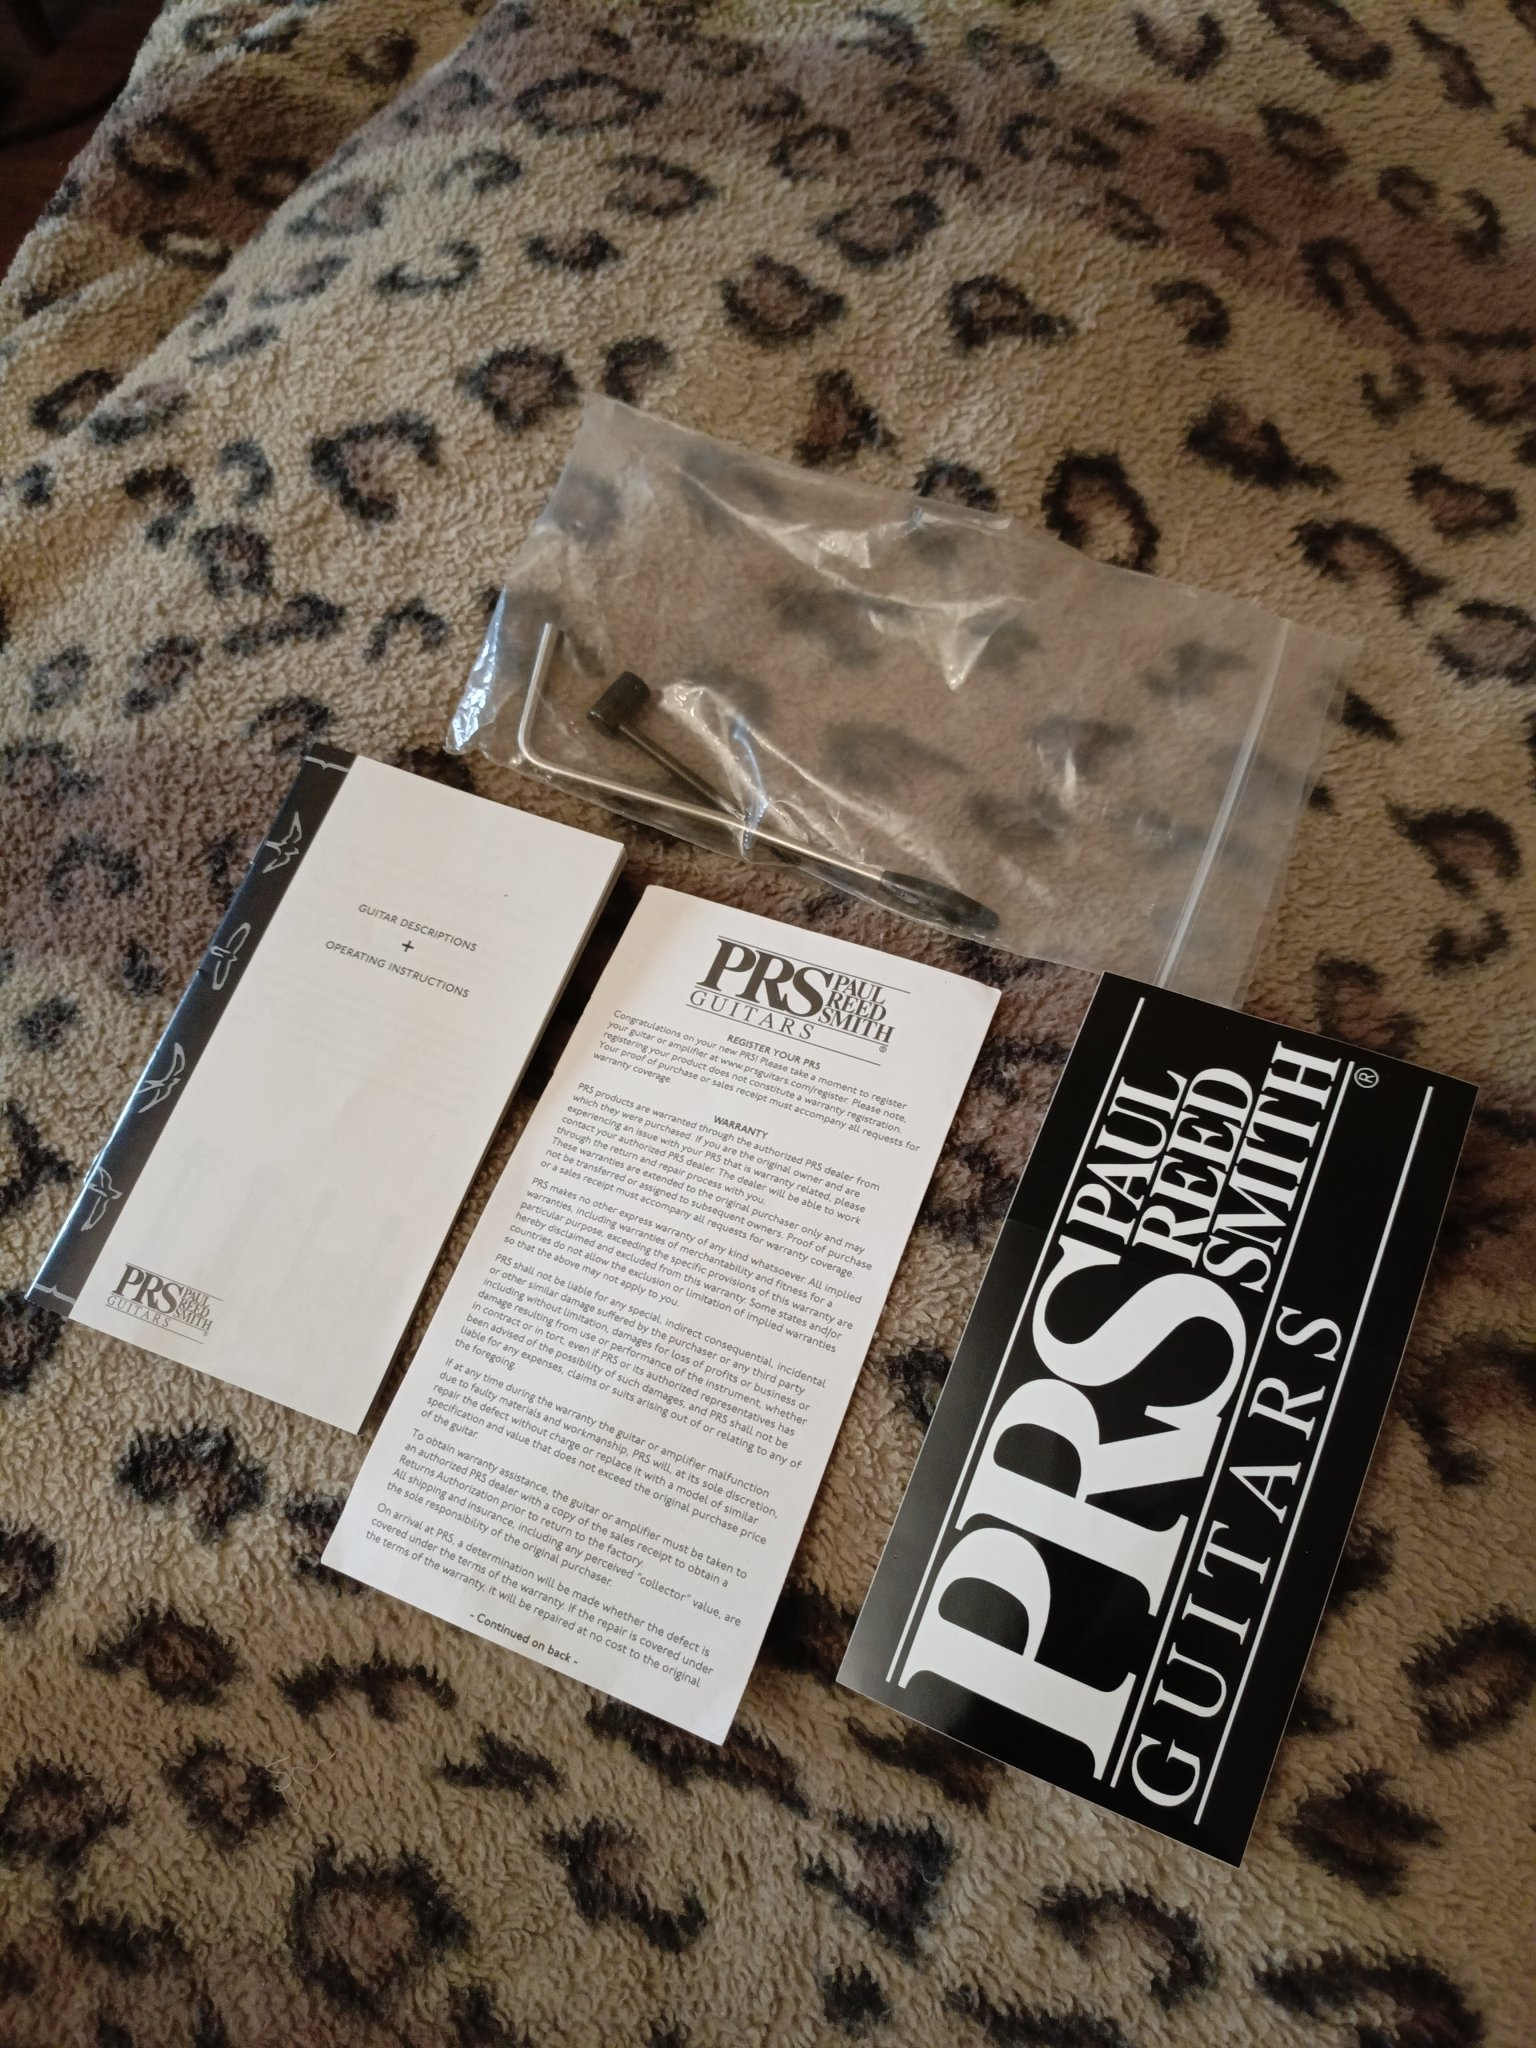 GUITAR DESCRIPTIONS
+
OPERATING INSTRUCTIONS
PRS PAUL
REED
SMITH
GUITARS
®
PRS PAUL
REED
SMITH
GUITARS
®
REGISTER YOUR PRS
Congratulations on your new PRS! Please take a moment to register
your guitar or amplifier at www.prsguitars.com/register. Please note,
registering your product does not constitute a warranty registration.
Your proof of purchase or sales receipt must accompany all requests for
warranty coverage.
WARRANTY
PRS products are warranted through the authorized PRS dealer from
which they were purchased. If you are the original owner and are
experiencing an issue with your PRS that is warranty related, please
contact your authorized PRS dealer. The dealer will be able to work
through the return and repair process with you.
These warranties are extended to the original purchaser only and may
not be transferred or assigned to subsequent owners. Proof of purchase
or a sales receipt must accompany all requests for warranty coverage.
PRS makes no other express warranty of any kind whatsoever. All implied
warranties, including warranties of merchantability and fitness for a
particular purpose, exceeding the specific provisions of this warranty are
hereby disclaimed and excluded from this warranty. Some states and/or
countries do not allow the exclusion or limitation of implied warranties
so that the above may not apply to you.
PRS shall not be liable for any special, indirect consequential, incidental
or other similar damage suffered by the purchaser or any third party
including without limitation, damages for loss of profits or business or
damage resulting from use or performance of the instrument, whether
in contract or in tort, even if PRS or its authorized representatives has
been advised of the possibility of such damages, and PRS shall not be
liable for any expenses, claims or suits arising out of or relating to any of
the foregoing.
If at any time during the warranty the guitar or amplifier malfunction
due to faulty materials and workmanship, PRS will, at its sole discretion,
repair the defect without charge or replace it with a model of similar
specification and value that does not exceed the original purchase price
of the guitar.
To obtain warranty assistance, the guitar or amplifier must be taken to
an authorized PRS dealer with a copy of the sales receipt to obtain a
Returns Authorization prior to return to the factory.
All shipping and insurance, including any perceived "collector" value, are
the sole responsibility of the original purchaser.
On arrival at PRS, a determination will be made whether the defect is
covered under the terms of the warranty. If the repair is covered under
the terms of the warranty, it will be repaired at no cost to the original
- Continued on back -
PRS PAUL
REED
SMITH
GUITARS
®